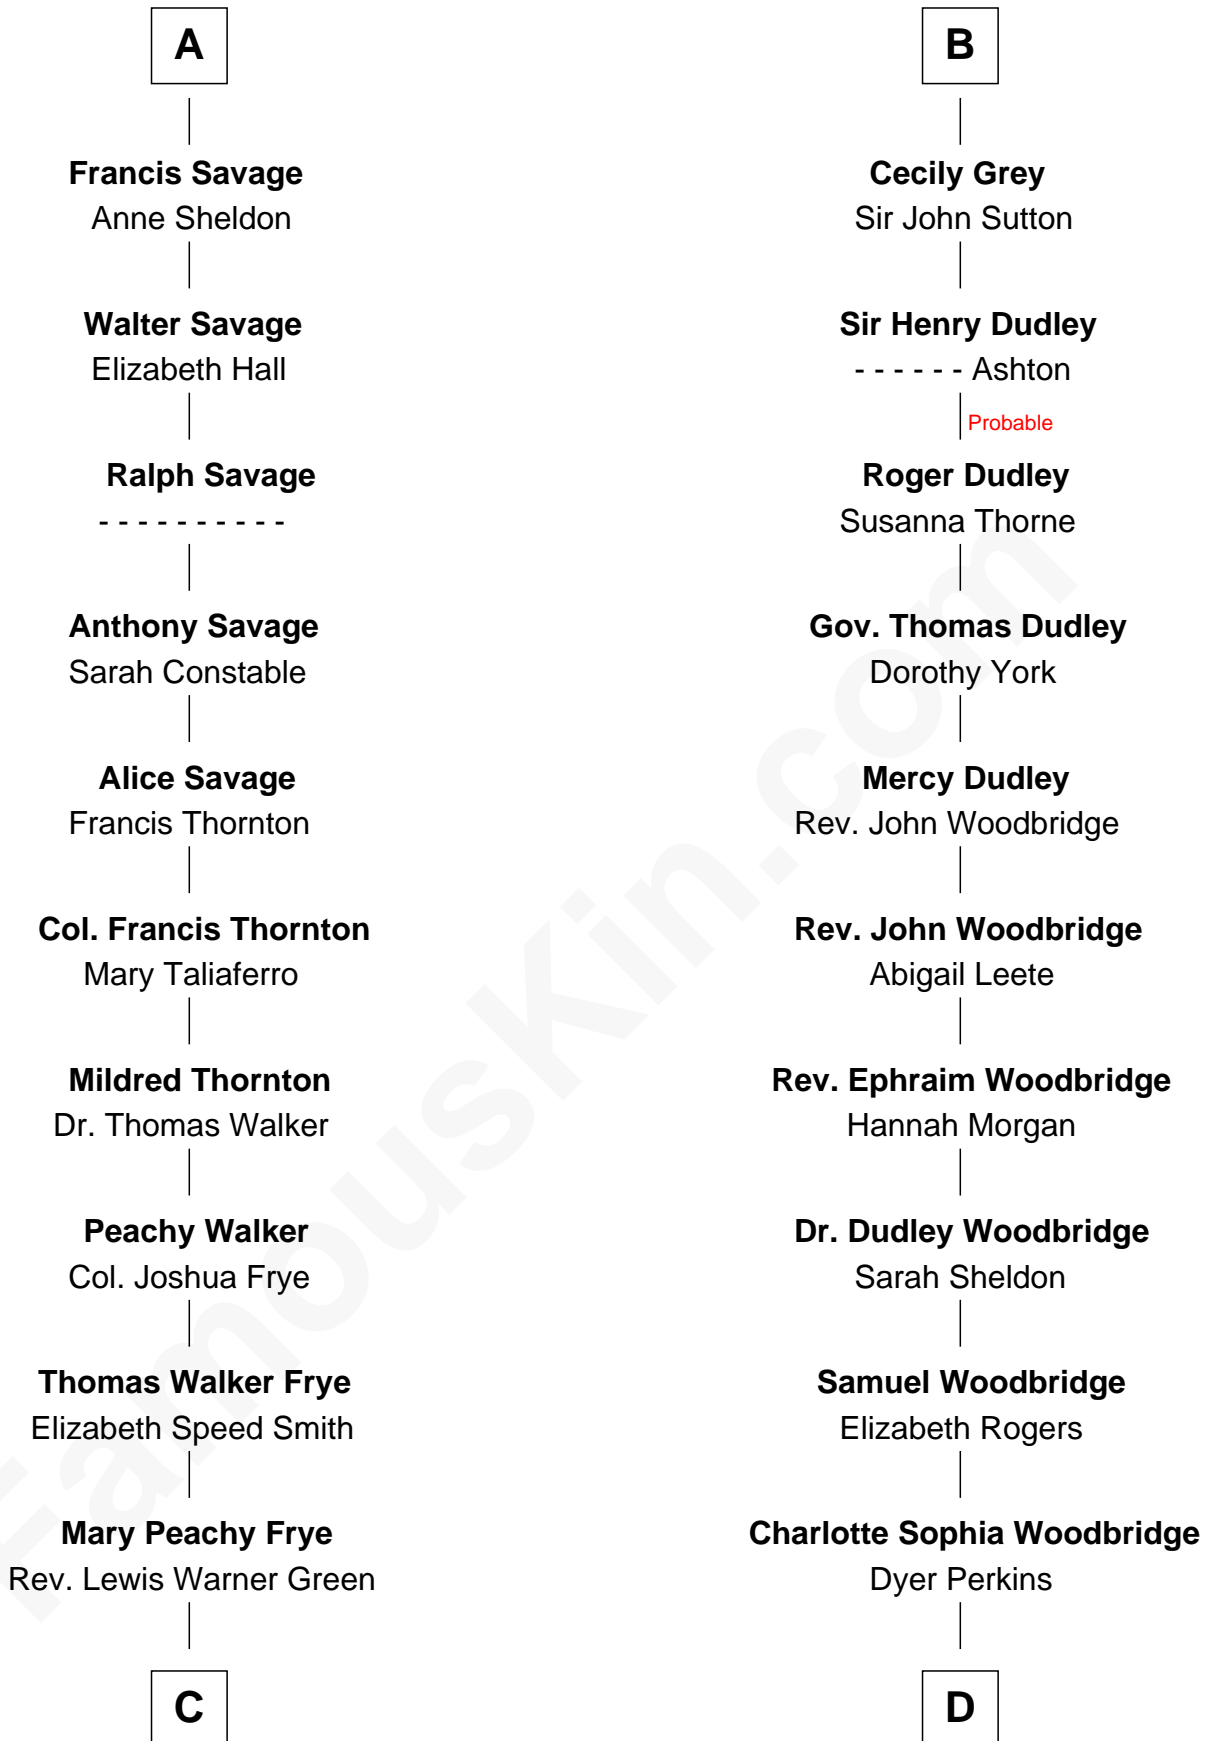 A
Francis Savage
Anne Sheldon
Walter Savage
Elizabeth Hall
Ralph Savage
- - - - - - - - - -
Anthony Savage
Sarah Constable
Alice Savage
Francis Thornton
Col. Francis Thornton
Mary Taliaferro
Mildred Thornton
Dr. Thomas Walker
Peachy Walker
Col. Joshua Frye
Thomas Walker Frye
Elizabeth Speed Smith
Mary Peachy Frye
Rev. Lewis Warner Green
C
B
Cecily Grey
Sir John Sutton
Sir Henry Dudley
- - - - - - Ashton
Probable
Roger Dudley
Susanna Thorne
Gov. Thomas Dudley
Dorothy York
Mercy Dudley
Rev. John Woodbridge
Rev. John Woodbridge
Abigail Leete
Rev. Ephraim Woodbridge
Hannah Morgan
Dr. Dudley Woodbridge
Sarah Sheldon
Samuel Woodbridge
Elizabeth Rogers
Charlotte Sophia Woodbridge
Dyer Perkins
D
FamousKin.com